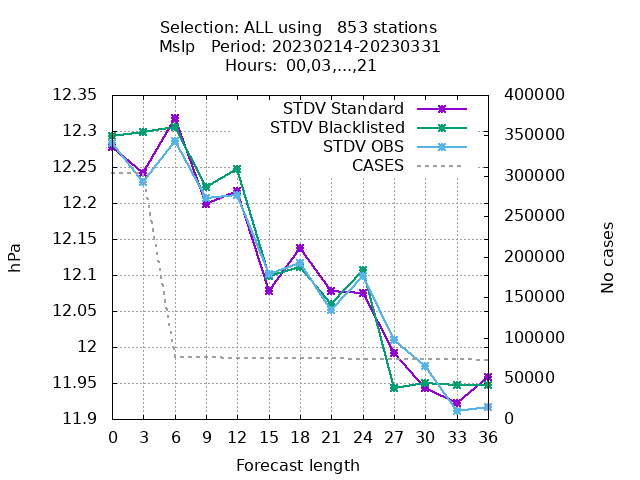 Selection: ALL using   853 stations
Mslp   Period: 20230214-20230331
Hours: 00,03,...,21
12.35
12.3
12.25
12.2
12.15
12.1
12.05
12
11.95
11.9
hPa
STDV Standard
STDV Blacklisted
STDV OBS
CASES
400000
350000
300000
250000
200000
150000
100000
50000
0
No cases
0 3 6 9 12 15 18 21 24 27 30 33 36
Forecast length